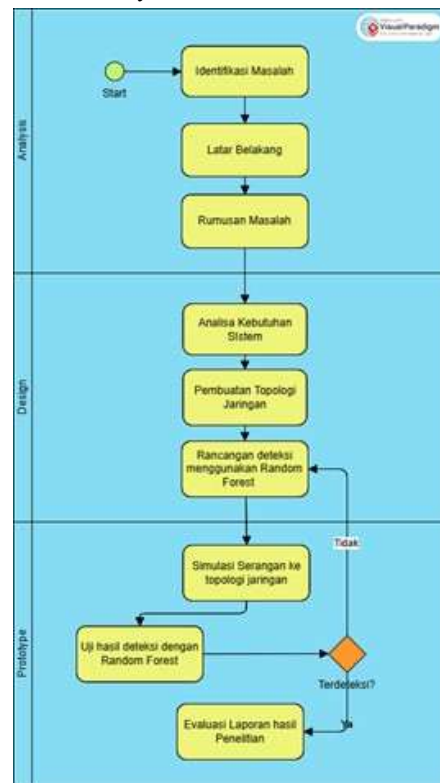 VisualParadigm
Analysis
Start
Identifikasi Masalah
Latar Belakang
Rumusan Masalah
Design
Analisa Kebutuhan
SIstem
Pembuatan Topologi
Jaringan
Rancangan deteksi
menggunakan Random
Forest
Prototype
Tidak
Simulasi Serangan ke
topologi jaringan
Uji hasil deteksi dengan
Random Forest
Terdeteksi?
Ya
Evaluasi Laporan hasil
Penelitian